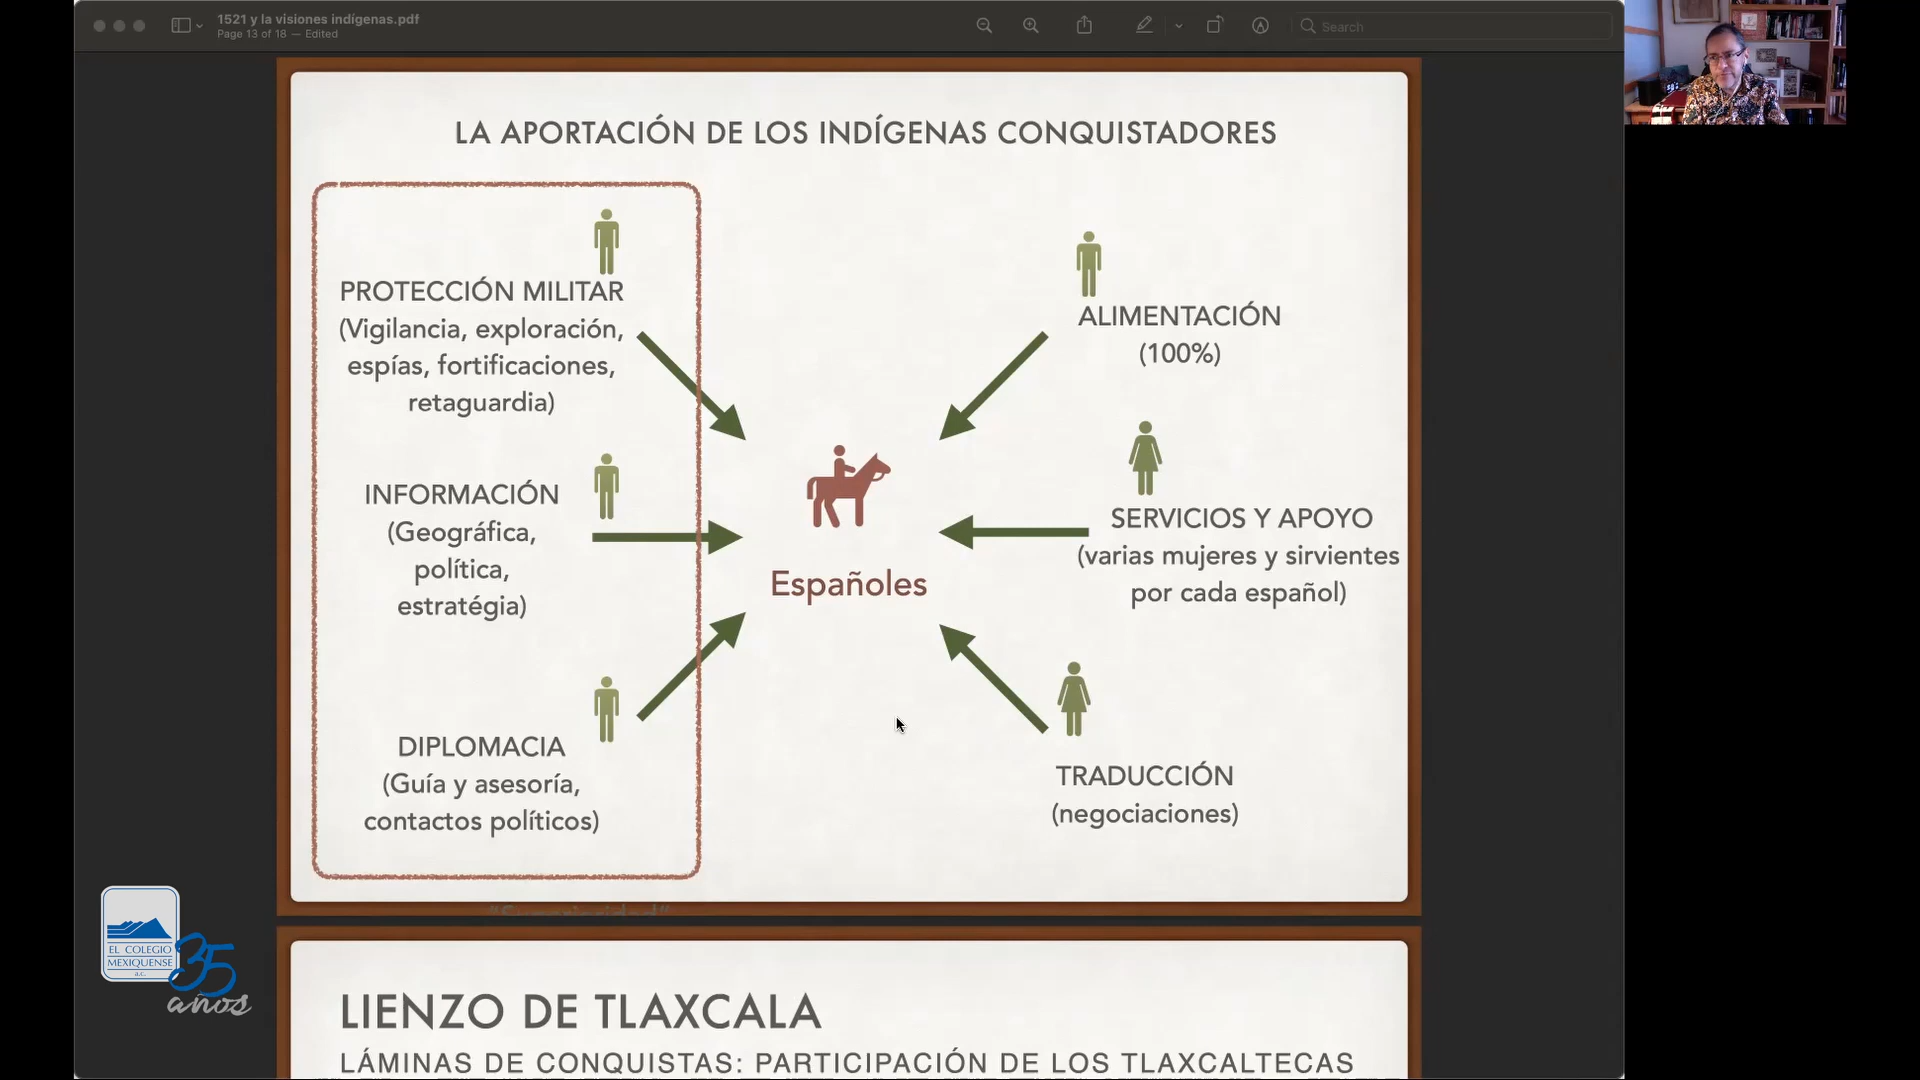 1521 y la visiones indígenas.pdf
Page 13 of 18 — Edited
Search
LA APORTACIÓN DE LOS INDÍGENAS CONQUISTADORES
PROTECCIÓN MILITAR
(Vigilancia, exploración,
espías, fortificaciones,
retaguardia)
INFORMACIÓN
(Geográfica,
política,
estratégia)
DIPLOMACIA
(Guía y asesoría,
contactos políticos)
Españoles
ALIMENTACIÓN
(100%)
SERVICIOS Y APOYO
(varias mujeres y sirvientes
por cada español)
TRADUCCIÓN
(negociaciones)
LIENZO DE TLAXCALA
LÁMINAS DE CONQUISTAS: PARTICIPACIÓN DE LOS TLAXCALTECAS
EL COLEGIO
MEXIQUENSE
a.c.
35
años